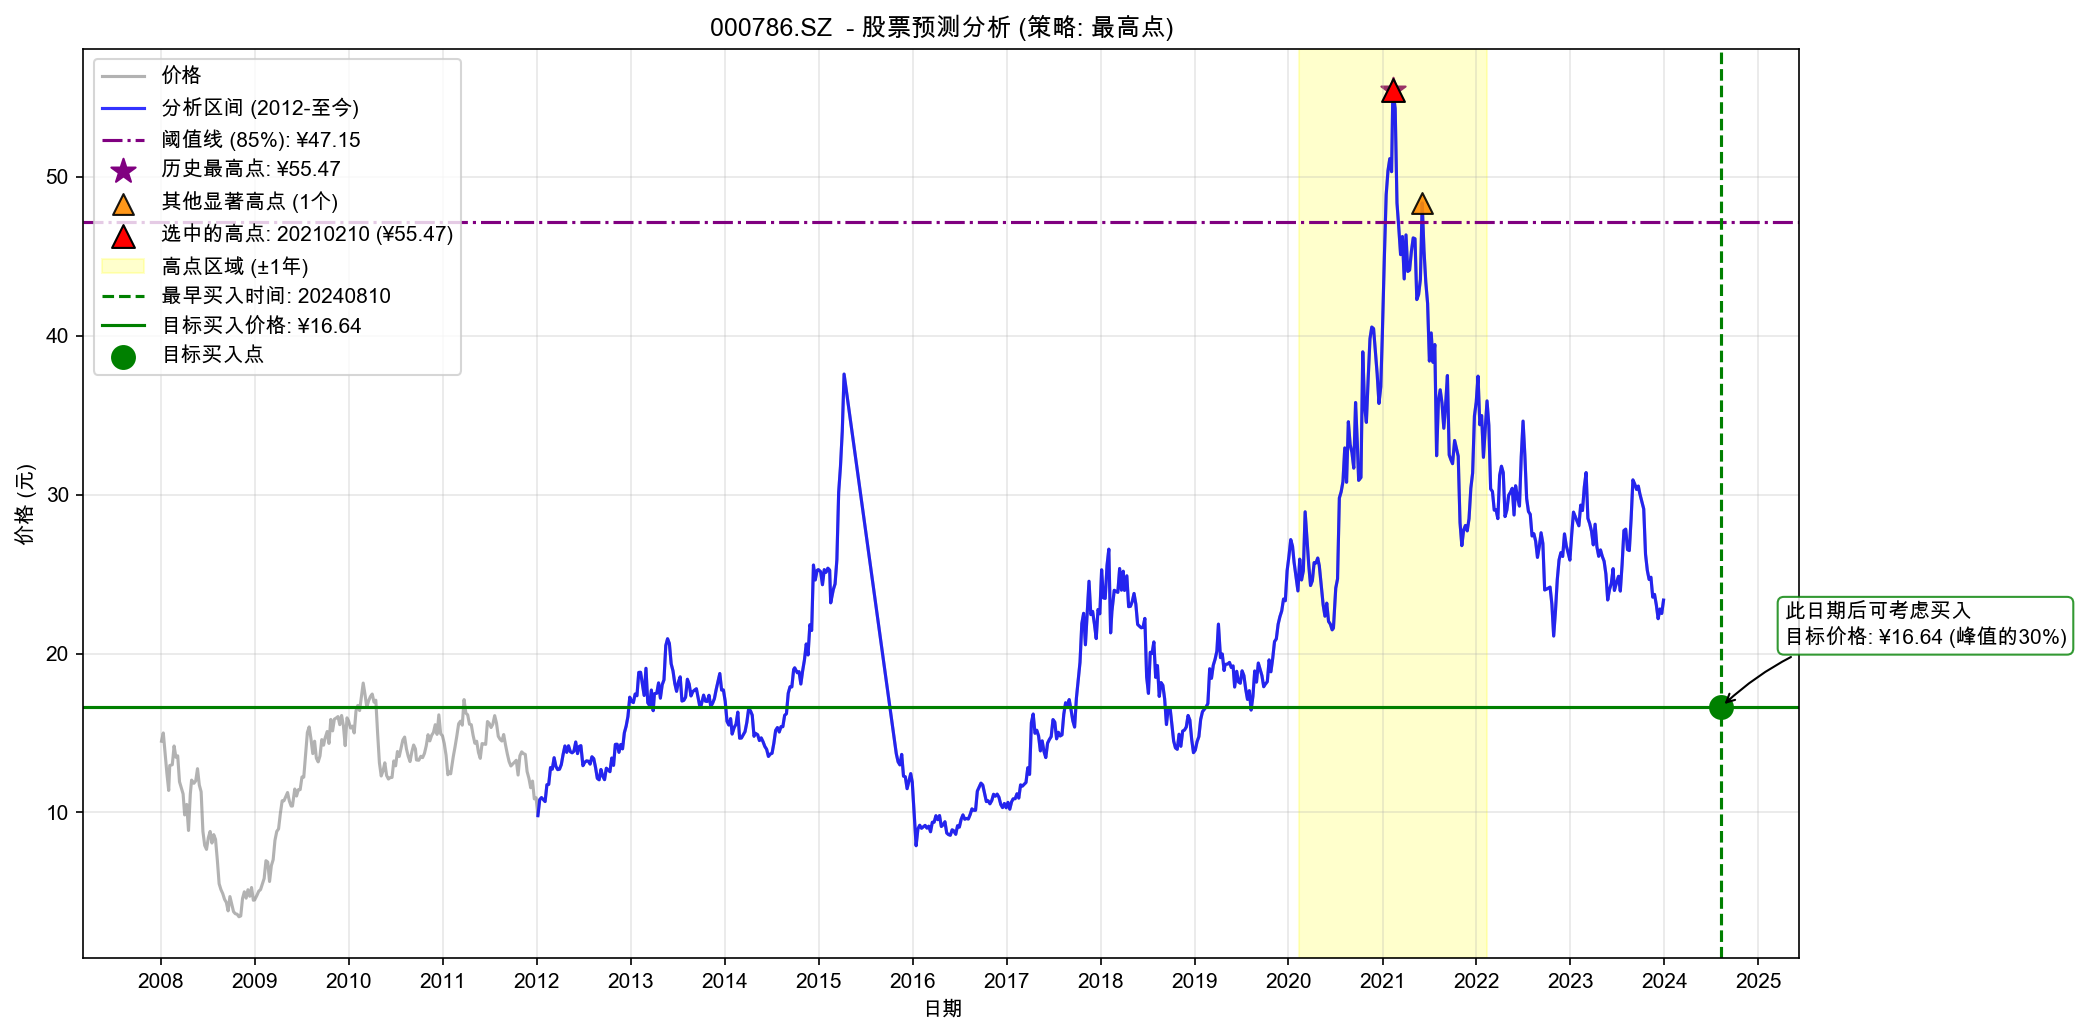 000786.SZ - 股票预测分析 (策略: 最高点)
价格
分析区间 (2012-至今)
阈值线 (85%): ¥47.15
历史最高点: ¥55.47
其他显著高点 (1个)
选中的高点: 20210210 (¥55.47)
高点区域 (±1年)
最早买入时间: 20240810
目标买入价格: ¥16.64
目标买入点
50
40
30
20
10
价格 (元)
此日期后可考虑买入
目标价格: ¥16.64 (峰值的30%)
2008 2009 2010 2011 2012 2013 2014 2015 2016 2017 2018 2019 2020 2021 2022 2023 2024 2025
日期